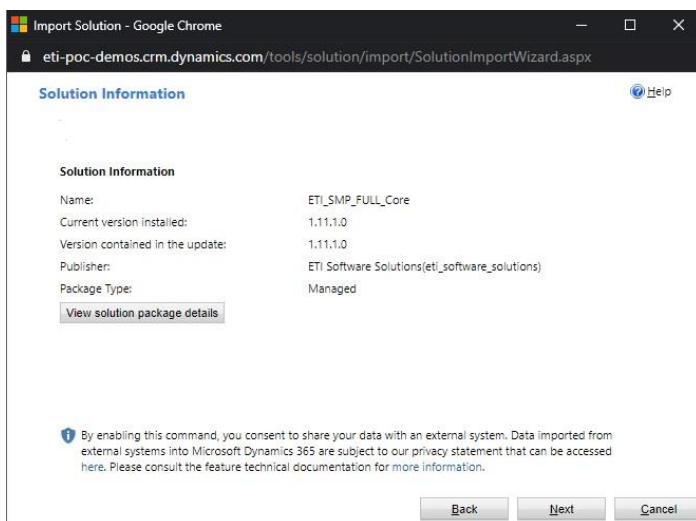 Import Solution - Google Chrome
eti-poc-demos.crm.dynamics.com/tools/solution/import/SolutionImportWizard.aspx
Solution Information
Help
Solution Information
Name: ETI_SMP_FULL_Core
Current version installed: 1.11.1.0
Version contained in the update: 1.11.1.0
Publisher: ETI Software Solutions(eti_software_solutions)
Package Type: Managed
View solution package details
By enabling this command, you consent to share your data with an external system. Data imported from
external systems into Microsoft Dynamics 365 are subject to our privacy statement that can be accessed
here. Please consult the feature technical documentation for more information.
Back Next Cancel